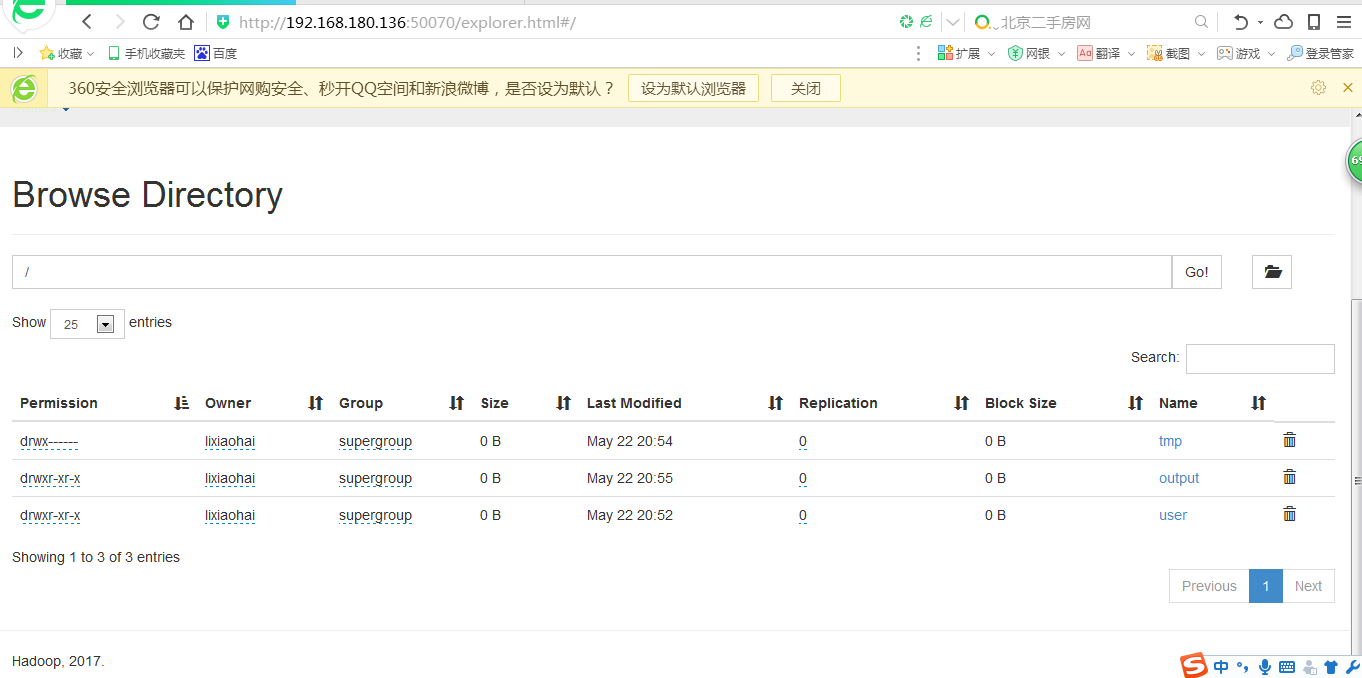 http://192.168.180.136:50070/explorer.html#/ 北京二手房网
收藏 手机收藏夹 百度 扩展 网银 Aa 翻译 截图 游戏 登录管家
360安全浏览器可以保护网购安全、秒开QQ空间和新浪微博，是否设为默认？ 设为默认浏览器 关闭
69
Browse Directory
/ Go!
Show 25 entries
Search:
Permission Owner Group Size Last Modified Replication Block Size Name
drwx------ lixiaohai supergroup 0 B May 22 20:54 0 0 B tmp
drwxr-xr-x lixiaohai supergroup 0 B May 22 20:55 0 0 B output
drwxr-xr-x lixiaohai supergroup 0 B May 22 20:52 0 0 B user
Showing 1 to 3 of 3 entries
Previous 1 Next
Hadoop, 2017.
S 中